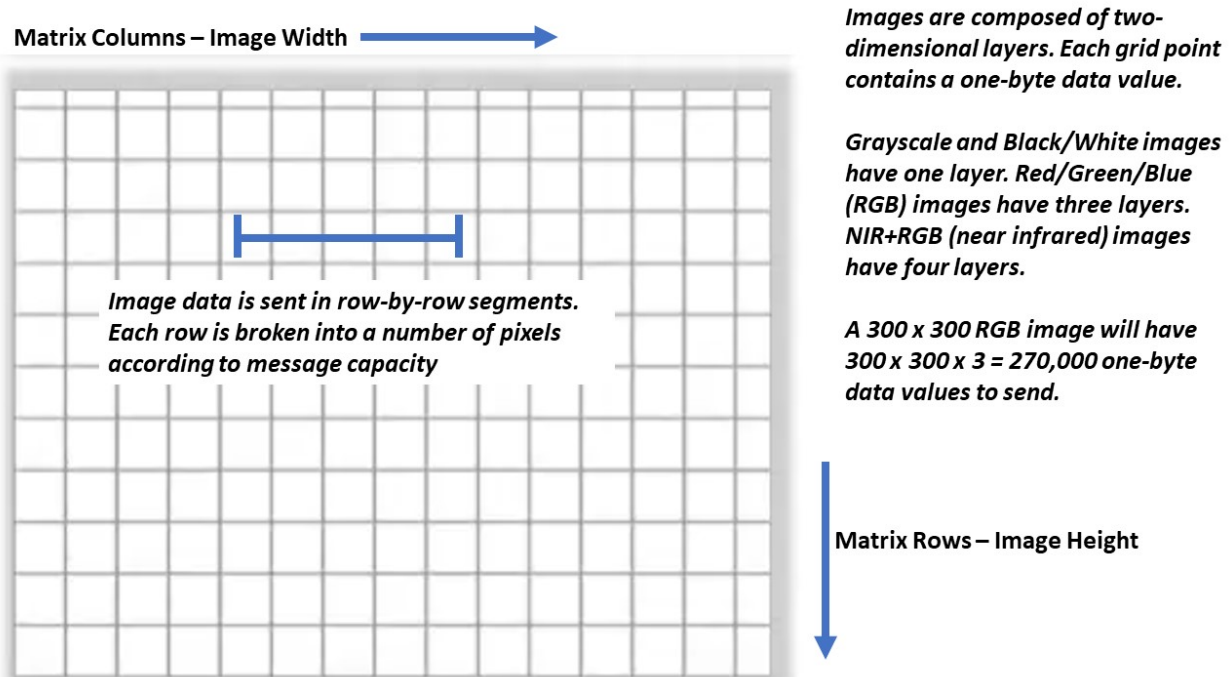 Matrix Columns – Image Width
Images are composed of two-
dimensional layers. Each grid point
contains a one-byte data value.
Grayscale and Black/White images
have one layer. Red/Green/Blue
(RGB) images have three layers.
NIR+RGB (near infrared) images
have four layers.
A 300 x 300 RGB image will have
300 x 300 x 3 = 270,000 one-byte
data values to send.
Image data is sent in row-by-row segments.
Each row is broken into a number of pixels
according to message capacity
Matrix Rows – Image Height